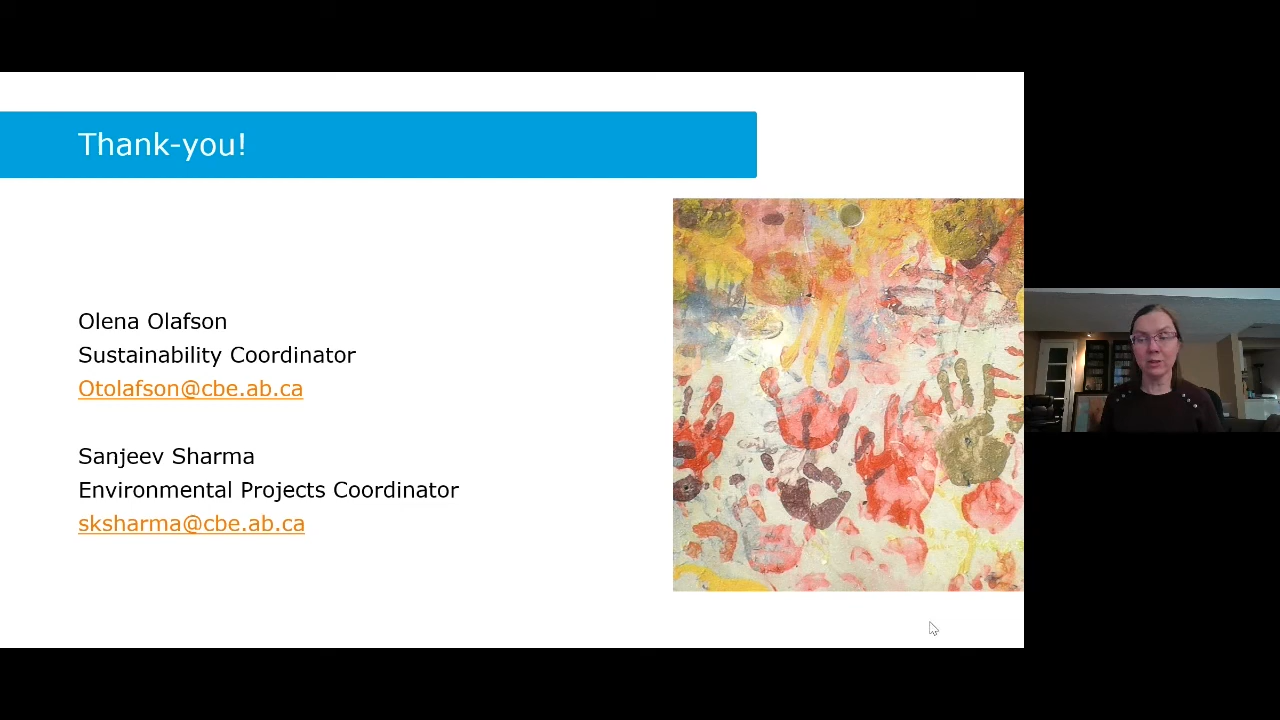 Thank-you!
Olena Olafson
Sustainability Coordinator
Otolafson@cbe.ab.ca
Sanjeev Sharma
Environmental Projects Coordinator
sksharma@cbe.ab.ca